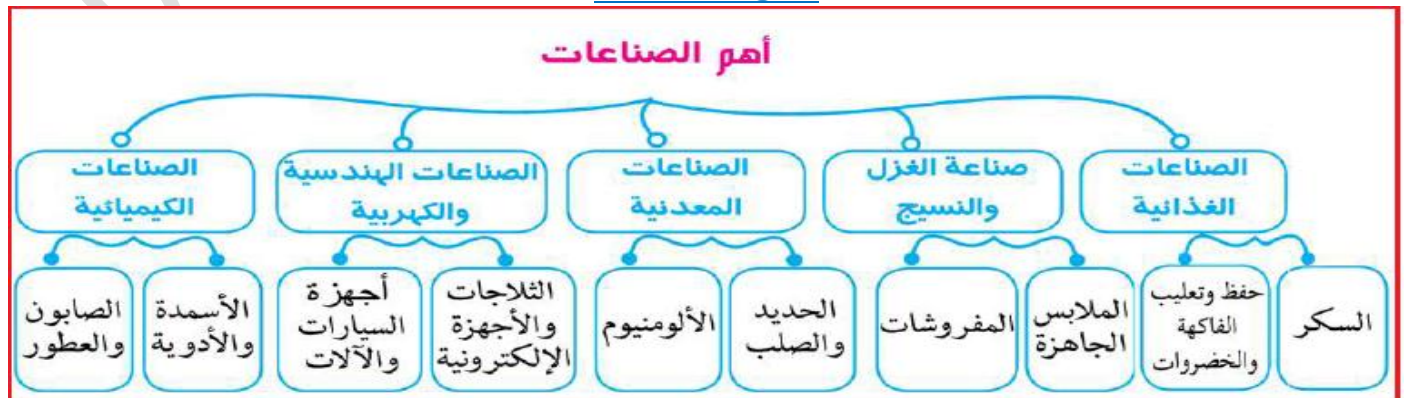 أهم الصناعات
الصناعات
الغذائية
صناعة الغزل
والنسيج
الصناعات
المعدنية
الصناعات الهندسية
والكهربية
الصناعات
الكيميائية
السكر
حفظ وتعليب
الفاكهة
والخضروات
الملابس
الجاهزة
المفروشات
الحديد
والصلب
الألومنيوم
الثلاجات
والأجهزة
الإلكترونية
أجهزة
السيارات
والآلات
الأسمدة
والأدوية
الصابون
والعطور